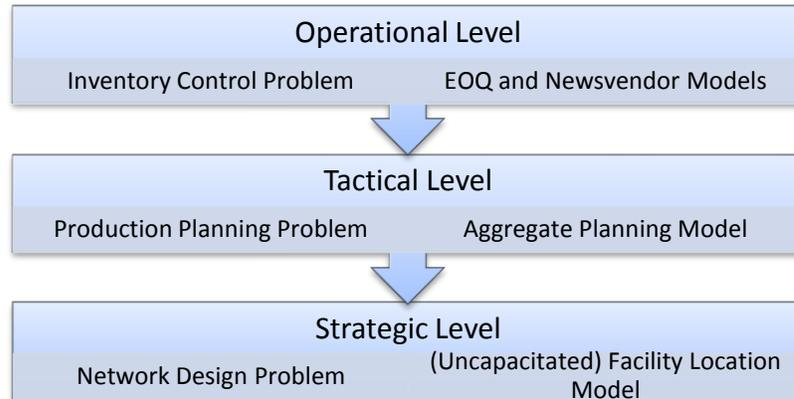 Operational Level
Inventory Control Problem EOQ and Newsvendor Models
Tactical Level
Production Planning Problem Aggregate Planning Model
Strategic Level
Network Design Problem (Uncapacitated) Facility Location
Model